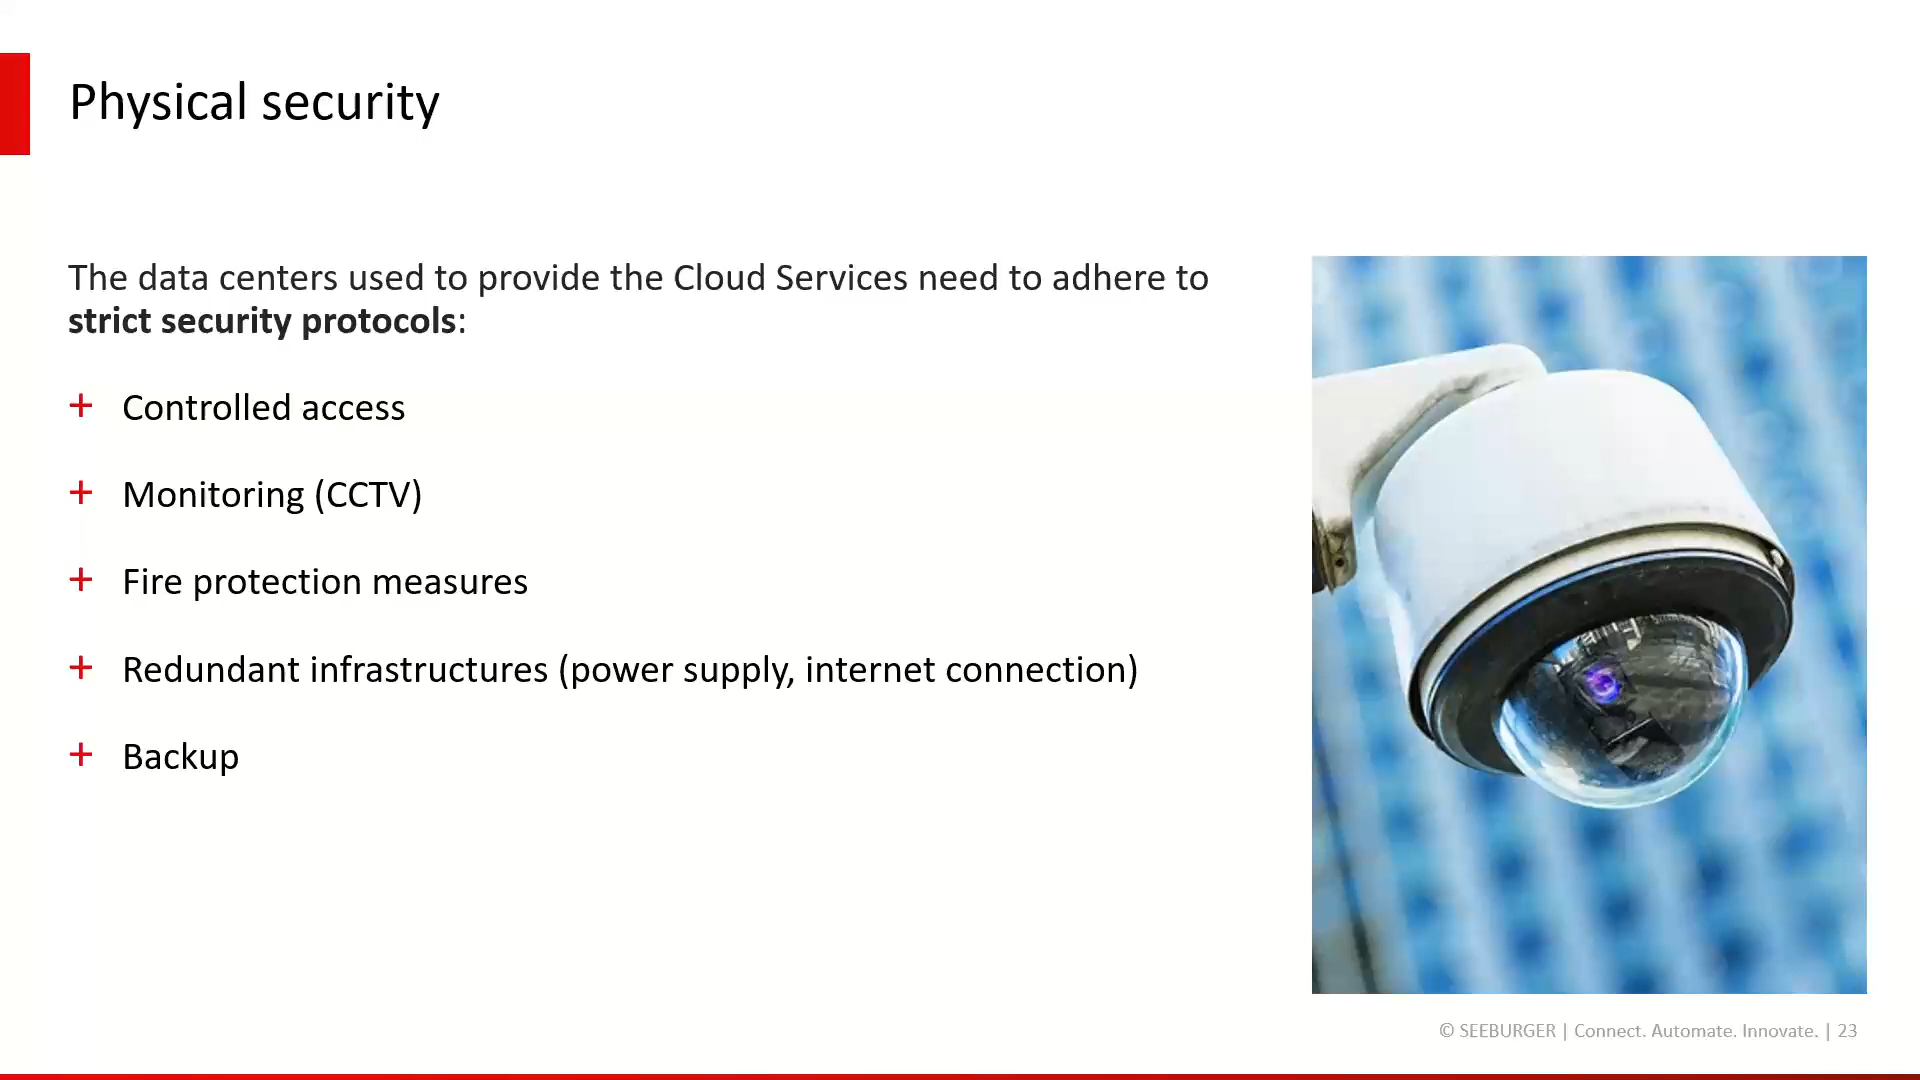 Physical security
The data centers used to provide the Cloud Services need to adhere to
strict security protocols:
+ Controlled access
+ Monitoring (CCTV)
+ Fire protection measures
+ Redundant infrastructures (power supply, internet connection)
+ Backup
© SEEBURGER | Connect. Automate. Innovate. | 23